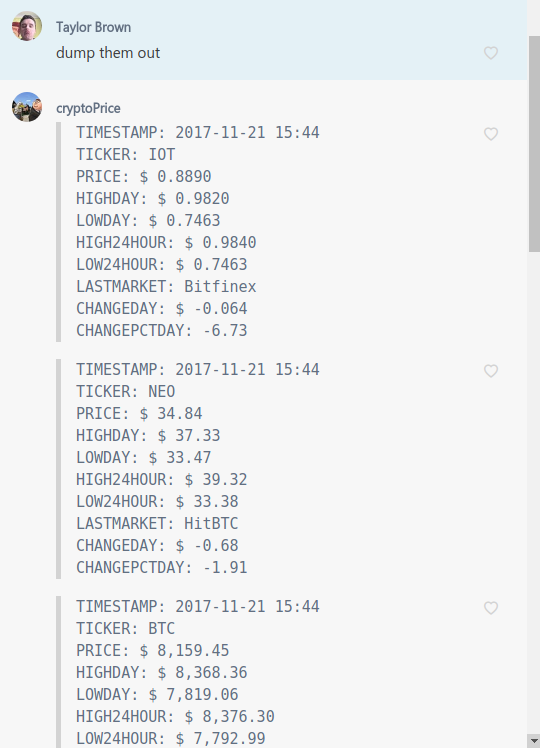 Taylor Brown
dump them out
cryptoPrice
TIMESTAMP: 2017-11-21 15:44
TICKER: IOT
PRICE: $ 0.8890
HIGHDAY: $ 0.9820
LOWDAY: $ 0.7463
HIGH24HOUR: $ 0.9840
LOW24HOUR: $ 0.7463
LASTMARKET: Bitfinex
CHANGEDAY: $ -0.064
CHANGEPCTDAY: -6.73
TIMESTAMP: 2017-11-21 15:44
TICKER: NEO
PRICE: $ 34.84
HIGHDAY: $ 37.33
LOWDAY: $ 33.47
HIGH24HOUR: $ 39.32
LOW24HOUR: $ 33.38
LASTMARKET: HitBTC
CHANGEDAY: $ -0.68
CHANGEPCTDAY: -1.91
TIMESTAMP: 2017-11-21 15:44
TICKER: BTC
PRICE: $ 8,159.45
HIGHDAY: $ 8,368.36
LOWDAY: $ 7,819.06
HIGH24HOUR: $ 8,376.30
LOW24HOUR: $ 7,792.99